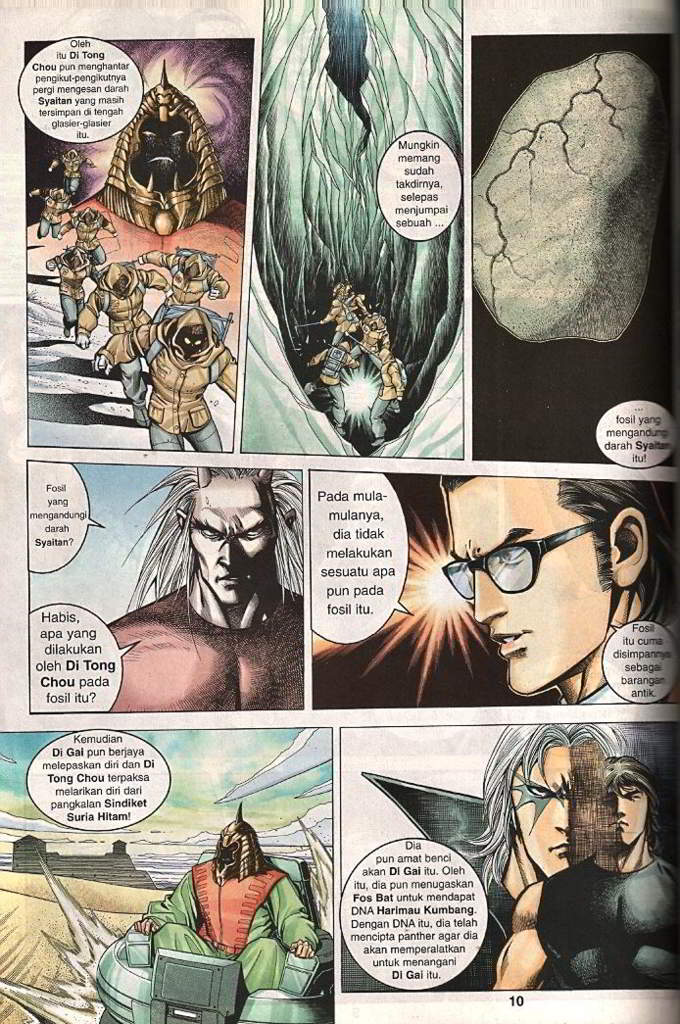 Oleh
itu Di Tong
Chou pun menghantar
pengikut-pengikutnya
pergi mengesan darah
Syaitan yang masih
tersimpan di tengah
glasier-glasier
itu.
Mungkin
memang
sudah
takdirnya,
selepas
menjumpai
sebuah ...
...
fosil yang
mengandungi
darah Syaitan
itu!
Fosil
yang
mengandungi
darah
Syaitan?
Habis,
apa yang
dilakukan
oleh Di Tong
Chou pada
fosil itu?
Pada mula-
mulanya,
dia tidak
melakukan
sesuatu apa
pun pada
fosil itu.
Fosil
itu cuma
disimpannya
sebagai
barangan
antik.
Kemudian
Di Gai pun berjaya
melepaskan diri dan Di
Tong Chou terpaksa
melarikan diri dari
pangkalan Sindiket
Suria Hitam!
Dia
pun amat benci
akan Di Gai itu. Oleh
itu, dia pun menugaskan
Fos Bat untuk mendapat
DNA Harimau Kumbang.
Dengan DNA itu, dia telah
mencipta panther agar dia
akan memperalatkan
untuk menangani
Di Gai itu.
10